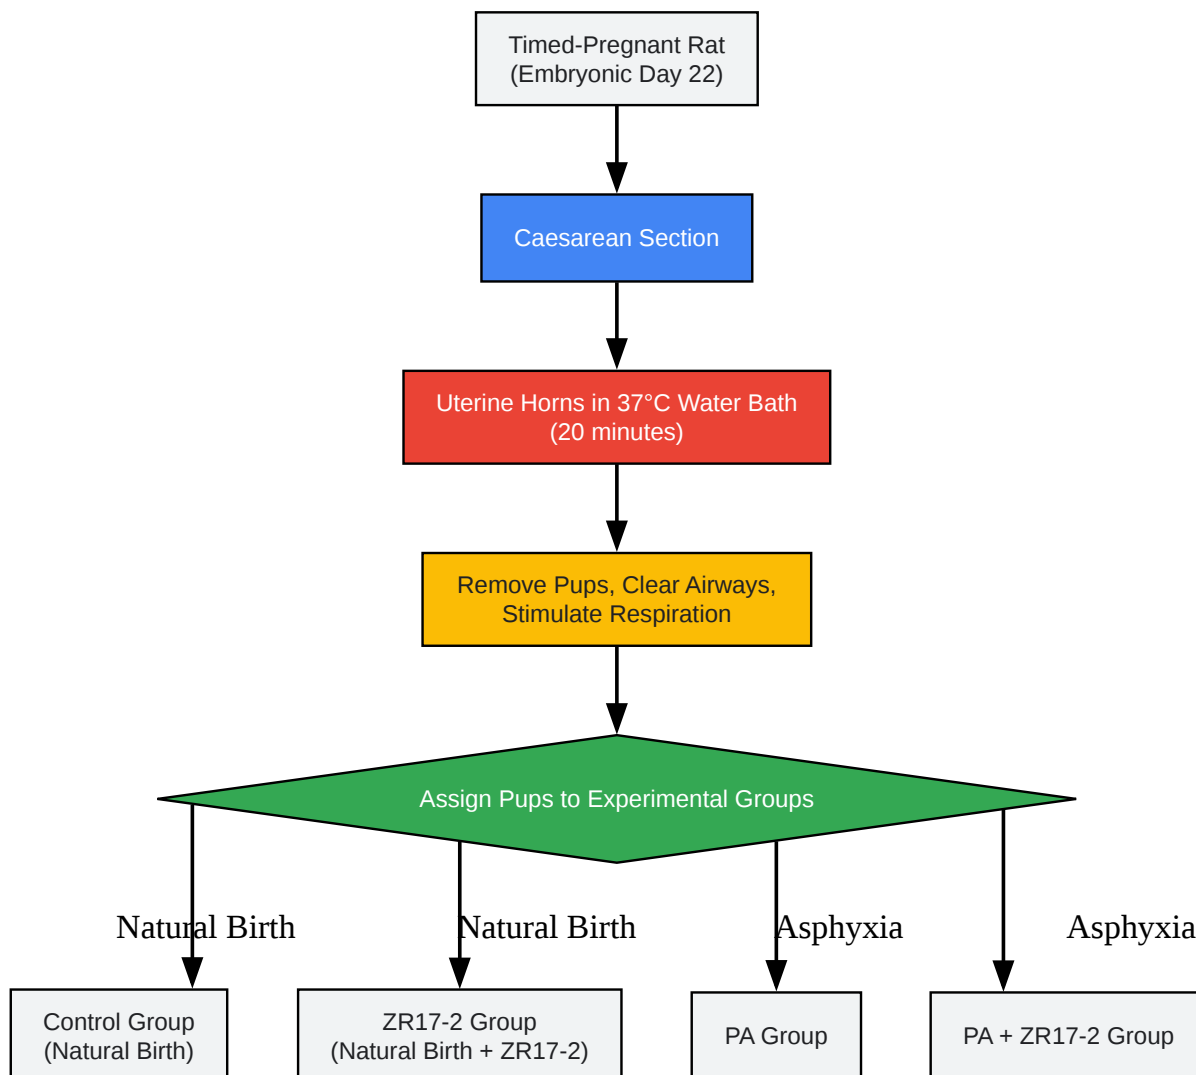 Timed-Pregnant Rat
(Embryonic Day 22)
Caesarean Section
Uterine Horns in 37°C Water Bath
(20 minutes)
Remove Pups, Clear Airways,
Stimulate Respiration
Assign Pups to Experimental Groups
Natural Birth
Natural Birth
Asphyxia
Asphyxia
Control Group
(Natural Birth)
ZR17-2 Group
(Natural Birth + ZR17-2)
PA Group
PA + ZR17-2 Group